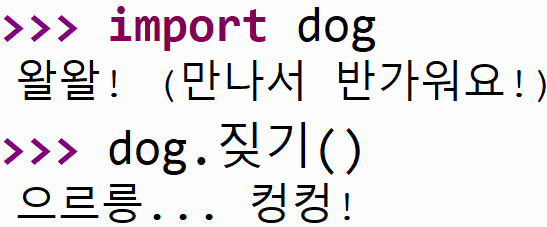 >>> import dog
왈왈! (만나서 반가워요!)
>>> dog.짖기()
으르릉... 컹컹!